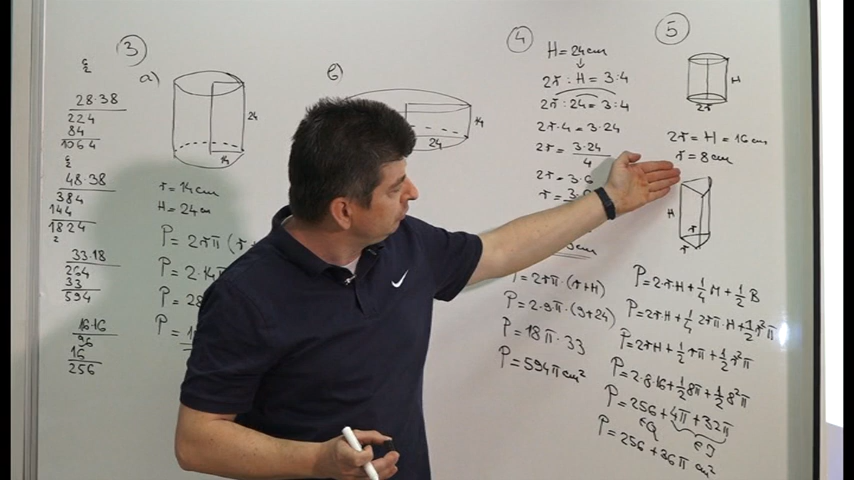 3
a)
28·38
224
84
1064
48·38
384
144
1824
33·18
264
33
594
16·16
96
16
256
24
14
r = 14 cm
H = 24 cm
P = 2rπ (r
P = 2·14π
P = 28
P = 1
b)
24
14
4
H = 24 cm
2r : H = 3:4
2r : 24 = 3:4
2r·4 = 3·24
2r = 3·24
4
2r = 3·6
r =
cm
P = 2rπ·(r+H)
P = 2·9π·(9+24)
P = 18π·33
P = 594π cm²
5
H
2r
2r = H = 16 cm
r = 8 cm
H
r
r
P = 2·r·H + 1/4 M + 1/2 B
P = 2r·H + 1/4 2rπ·H + 1/2 r²π
P = 2rH + 1/2 rπ + 1/2 r²π
P = 2·8·16 + 1/2 8π + 1/2 8²π
P = 256 + 4π + 32π
∈Q
∈I
P = 256 + 36π cm²